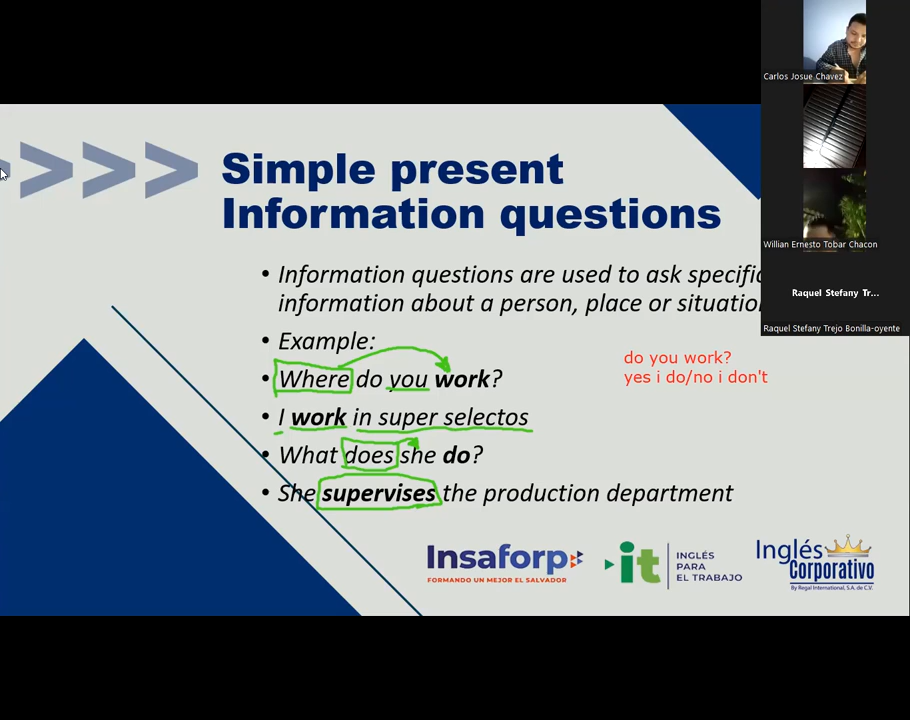 Carlos Josue Chavez
Willian Ernesto Tobar Chacon
Raquel Stefany Tr...
Raquel Stefany Trejo Bonilla-oyente
Simple present
Information questions
• Information questions are used to ask specific
information about a person, place or situation
• Example:
• Where do you work?
• I work in super selectos
• What does she do?
• She supervises the production department
do you work?
yes i do/no i don't
Insaforp
FORMANDO UN MEJOR EL SALVADOR
it
INGLÉS
PARA
EL TRABAJO
Inglés
Corporativo
By Regal International, S.A. de C.V.